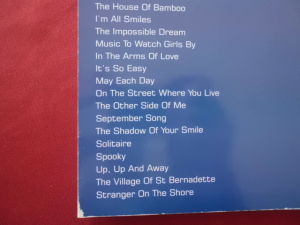 The House Of Bamboo
I'm All Smiles
The Impossible Dream
Music To Watch Girls By
In The Arms Of Love
It's So Easy
May Each Day
On The Street Where You Live
The Other Side Of Me
September Song
The Shadow Of Your Smile
Solitaire
Spooky
Up, Up And Away
The Village Of St Bernadette
Stranger On The Shore